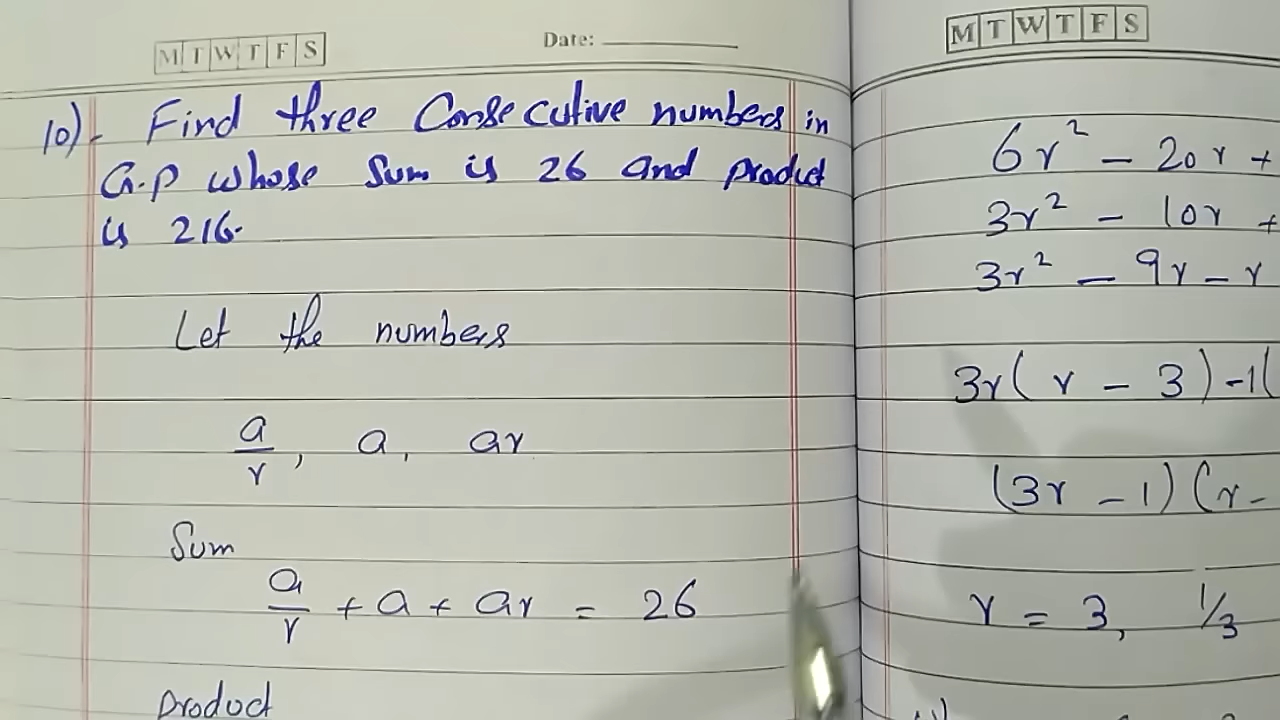 M T W T F S
Date:
10).- Find three Consecutive numbers in
G.P whose Sum is 26 and product
is 216.
Let the numbers
a/r, a, ar
Sum
a/r + a + ar = 26
product
M T W T F S
6r² - 20r +
3r² - 10r +
3r² - 9r - r
3r( r - 3) -1(
(3r - 1) (r -
r = 3, 1/3